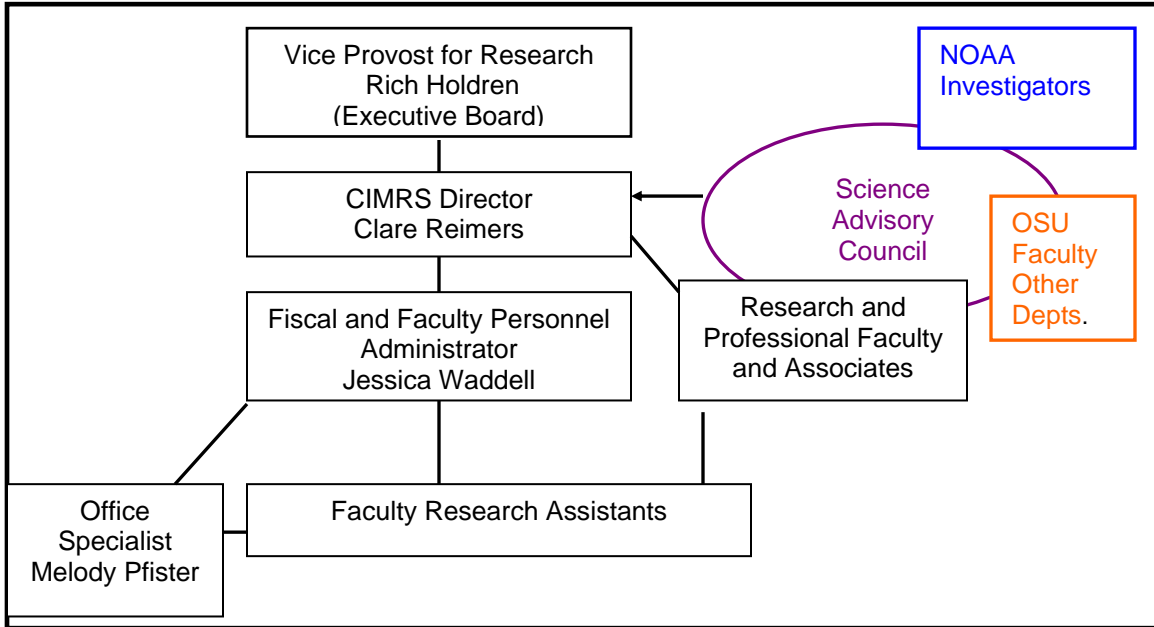 Vice Provost for Research
Rich Holdren
(Executive Board)
NOAA
Investigators
CIMRS Director
Clare Reimers
Science
Advisory
Council
OSU
Faculty
Other
Depts.
Fiscal and Faculty Personnel
Administrator
Jessica Waddell
Research and
Professional Faculty
and Associates
Office
Specialist
Melody Pfister
Faculty Research Assistants